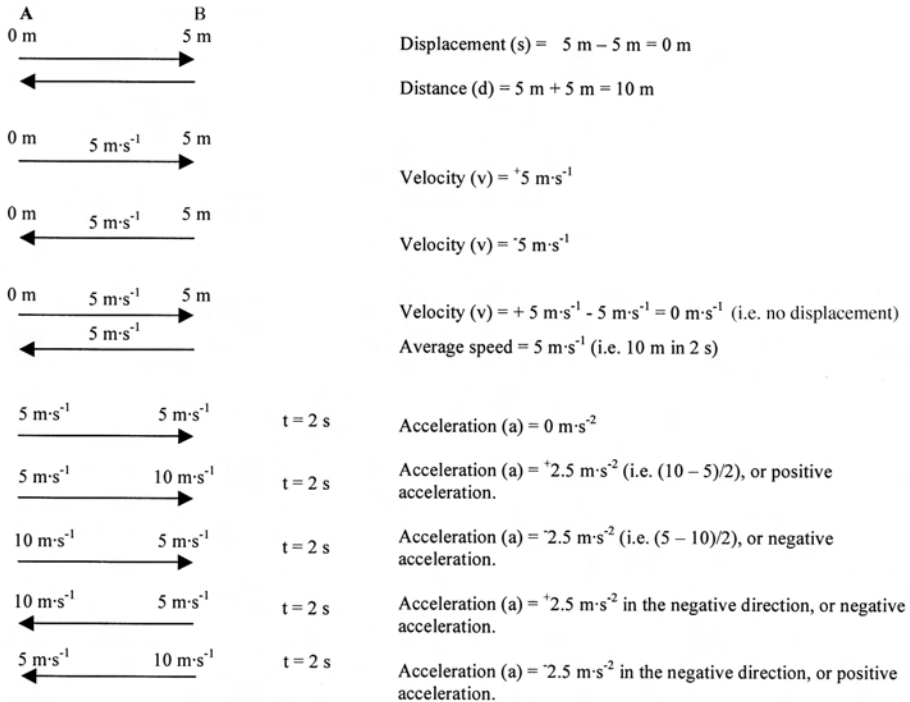 A B
0 m 5 m
Displacement (s) = 5 m – 5 m = 0 m
Distance (d) = 5 m + 5 m = 10 m
0 m 5 m·s⁻¹ 5 m
Velocity (v) = ⁺5 m·s⁻¹
0 m 5 m·s⁻¹ 5 m
Velocity (v) = ⁻5 m·s⁻¹
0 m 5 m·s⁻¹ 5 m
Velocity (v) = + 5 m·s⁻¹ - 5 m·s⁻¹ = 0 m·s⁻¹ (i.e. no displacement)
5 m·s⁻¹
Average speed = 5 m·s⁻¹ (i.e. 10 m in 2 s)
5 m·s⁻¹ 5 m·s⁻¹ t = 2 s Acceleration (a) = 0 m·s⁻²
5 m·s⁻¹ 10 m·s⁻¹ t = 2 s Acceleration (a) = ⁺2.5 m·s⁻² (i.e. (10 – 5)/2), or positive
acceleration.
10 m·s⁻¹ 5 m·s⁻¹ t = 2 s Acceleration (a) = ⁻2.5 m·s⁻² (i.e. (5 – 10)/2), or negative
acceleration.
10 m·s⁻¹ 5 m·s⁻¹ t = 2 s Acceleration (a) = ⁺2.5 m·s⁻² in the negative direction, or negative
acceleration.
5 m·s⁻¹ 10 m·s⁻¹ t = 2 s Acceleration (a) = ⁻2.5 m·s⁻² in the negative direction, or positive
acceleration.